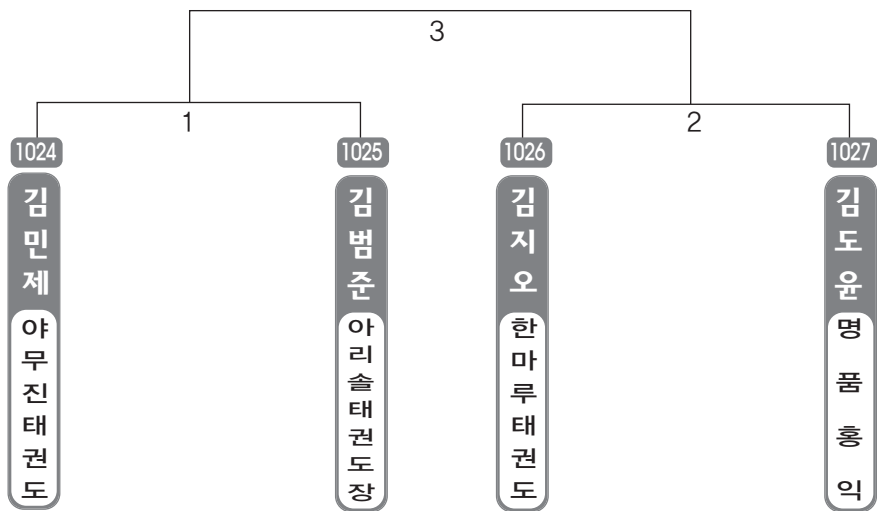 3
1
2
1024
1025
1026
1027
김민제
야무진태권도
김범준
아리솔태권도장
김지오
한마루태권도
김도윤
명품홍익